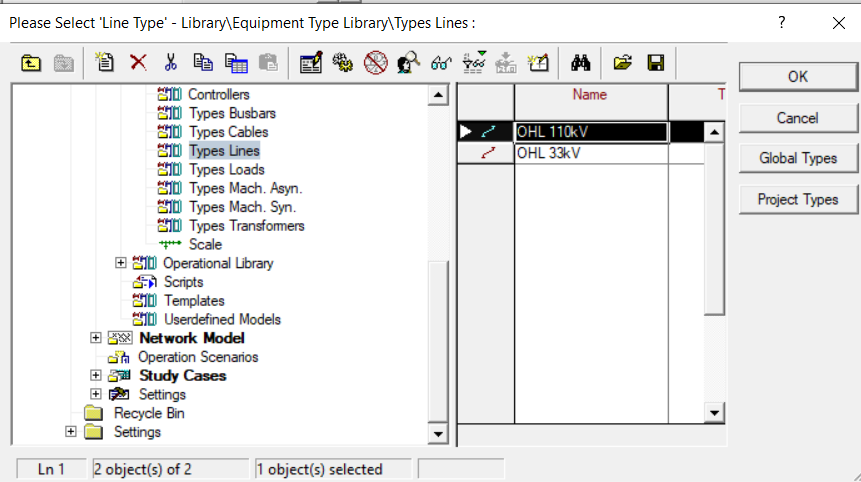 Please Select 'Line Type' - Library\Equipment Type Library\Types Lines :
?
Controllers
Types Busbars
Types Cables
Types Lines
Types Loads
Types Mach. Asyn.
Types Mach. Syn.
Types Transformers
Scale
Operational Library
Scripts
Templates
Userdefined Models
Network Model
Operation Scenarios
Study Cases
Settings
Recycle Bin
Settings
Name T
OHL 110kV
OHL 33kV
OK
Cancel
Global Types
Project Types
Ln 1 2 object(s) of 2 1 object(s) selected